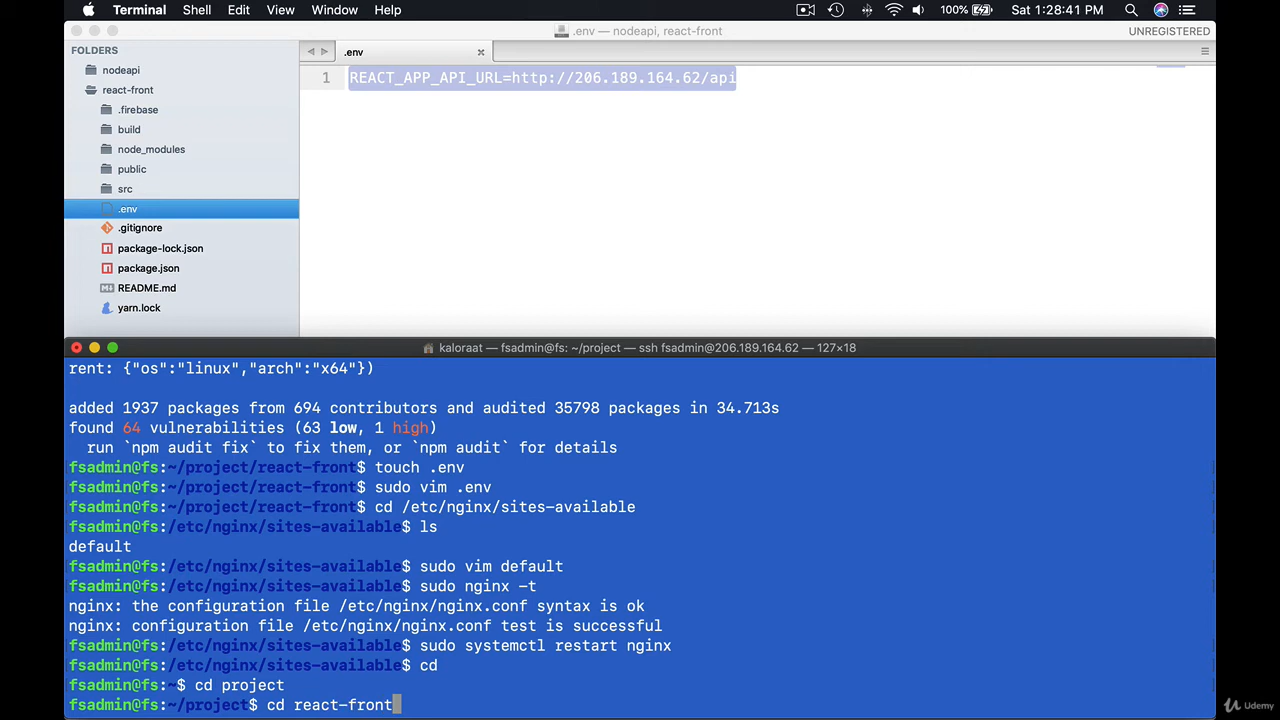 Terminal Shell Edit View Window Help 100% Sat 1:28:41 PM
.env — nodeapi, react-front UNREGISTERED
FOLDERS
.env
nodeapi
1 REACT_APP_API_URL=http://206.189.164.62/api
react-front
.firebase
build
node_modules
public
src
.env
.gitignore
package-lock.json
package.json
README.md
yarn.lock
kaloraat — fsadmin@fs: ~/project — ssh fsadmin@206.189.164.62 — 127×18
rent: {"os":"linux","arch":"x64"})
added 1937 packages from 694 contributors and audited 35798 packages in 34.713s
found 64 vulnerabilities (63 low, 1 high)
run `npm audit fix` to fix them, or `npm audit` for details
fsadmin@fs:~/project/react-front$ touch .env
fsadmin@fs:~/project/react-front$ sudo vim .env
fsadmin@fs:~/project/react-front$ cd /etc/nginx/sites-available
fsadmin@fs:/etc/nginx/sites-available$ ls
default
fsadmin@fs:/etc/nginx/sites-available$ sudo vim default
fsadmin@fs:/etc/nginx/sites-available$ sudo nginx -t
nginx: the configuration file /etc/nginx/nginx.conf syntax is ok
nginx: configuration file /etc/nginx/nginx.conf test is successful
fsadmin@fs:/etc/nginx/sites-available$ sudo systemctl restart nginx
fsadmin@fs:/etc/nginx/sites-available$ cd
fsadmin@fs:~$ cd project
fsadmin@fs:~/project$ cd react-front
Udemy